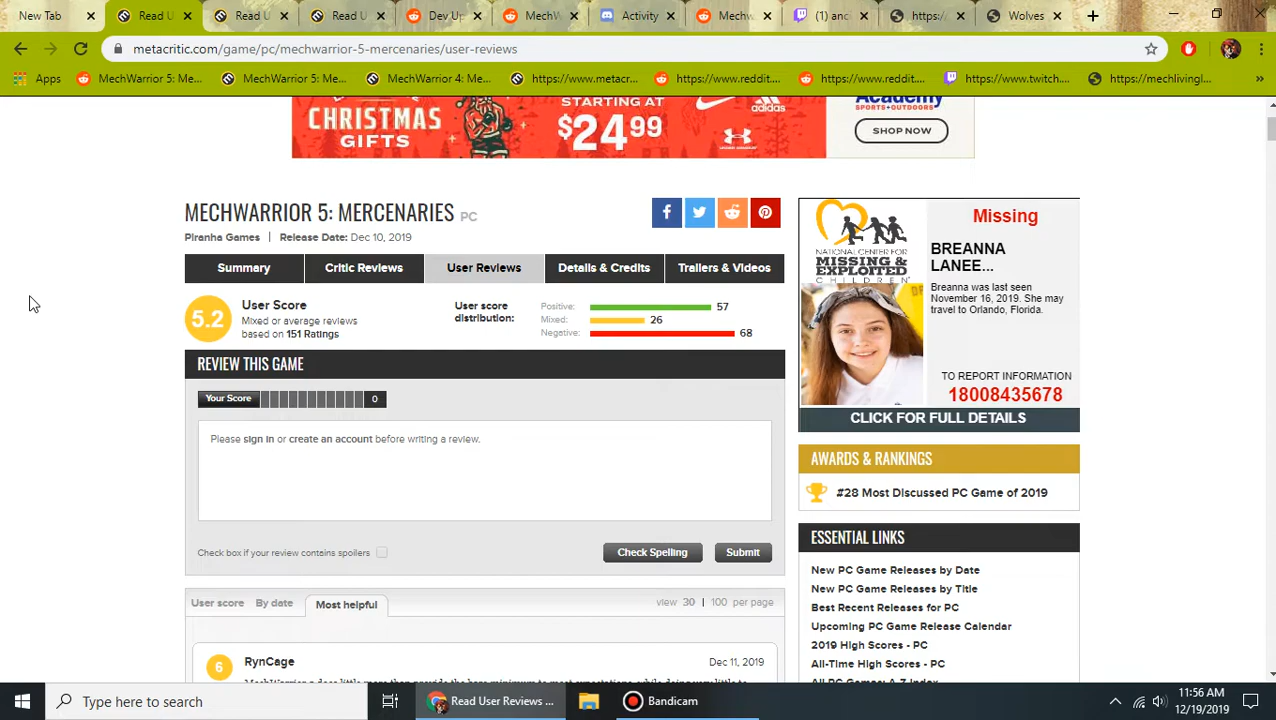 New Tab
Read U
Read U
Read U
Dev Up
MechW
Activity
Mechw
(1) anc
https:/
Wolves
metacritic.com/game/pc/mechwarrior-5-mercenaries/user-reviews
Apps
MechWarrior 5: Me...
MechWarrior 5: Me...
MechWarrior 4: Me...
https://www.metacr...
https://www.reddit....
https://www.reddit....
https://www.twitch....
https://mechlivingl...
»
CHRISTMAS
GIFTS
STARTING AT
$24.99
adidas
Academy
SPORTS+OUTDOORS
SHOP NOW
MECHWARRIOR 5: MERCENARIES PC
Piranha Games | Release Date: Dec 10, 2019
Summary
Critic Reviews
User Reviews
Details & Credits
Trailers & Videos
5.2
User Score
Mixed or average reviews
based on 151 Ratings
User score
distribution:
Positive: 57
Mixed: 26
Negative: 68
REVIEW THIS GAME
Your Score
0
Please sign in or create an account before writing a review.
Check box if your review contains spoilers
Check Spelling
Submit
User score
By date
Most helpful
view 30 | 100 per page
6
RynCage
Dec 11, 2019
NATIONAL CENTER FOR
MISSING &
EXPLOITED
CHILDREN
Missing
BREANNA
LANEE...
Breanna was last seen
November 16, 2019. She may
travel to Orlando, Florida.
TO REPORT INFORMATION
18008435678
CLICK FOR FULL DETAILS
AWARDS & RANKINGS
#28 Most Discussed PC Game of 2019
ESSENTIAL LINKS
New PC Game Releases by Date
New PC Game Releases by Title
Best Recent Releases for PC
Upcoming PC Game Release Calendar
2019 High Scores - PC
All-Time High Scores - PC
All PC Games: A-Z Index
Type here to search
Read User Reviews ...
Bandicam
11:56 AM
12/19/2019